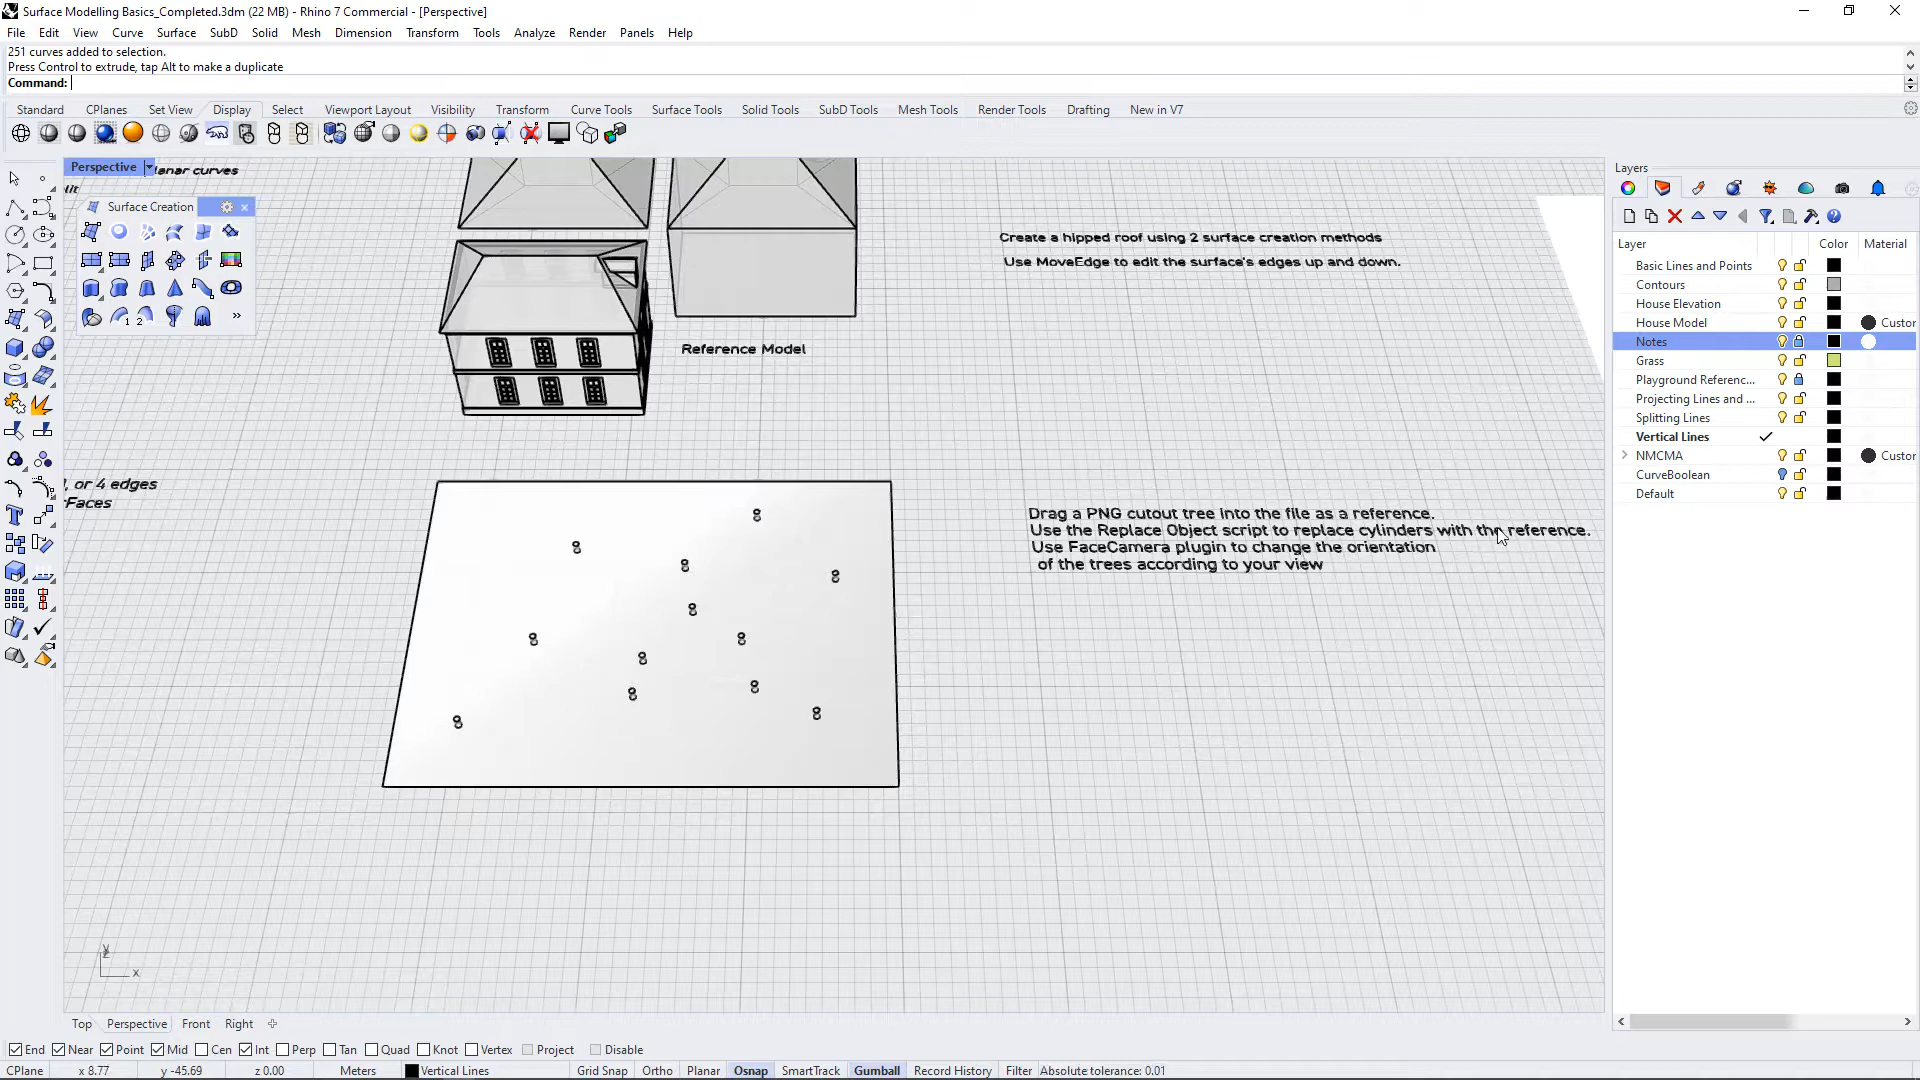 Surface Modelling Basics_Completed.3dm (22 MB) - Rhino 7 Commercial - [Perspective]
File Edit View Curve Surface SubD Solid Mesh Dimension Transform Tools Analyze Render Panels Help
251 curves added to selection.
Press Control to extrude, tap Alt to make a duplicate
Command:
Standard CPlanes Set View Display Select Viewport Layout Visibility Transform Curve Tools Surface Tools Solid Tools SubD Tools Mesh Tools Render Tools Drafting New in V7
Perspective
lanar curves
lit
Surface Creation
1 2 »
Create a hipped roof using 2 surface creation methods
Use MoveEdge to edit the surface's edges up and down.
Reference Model
, or 4 edges
rFaces
Drag a PNG cutout tree into the file as a reference.
Use the Replace Object script to replace cylinders with the reference.
Use FaceCamera plugin to change the orientation
of the trees according to your view
y
x
Layers
Layer Color Material
Basic Lines and Points
Contours
House Elevation
House Model Custor
Notes
Grass
Playground Referenc...
Projecting Lines and ...
Splitting Lines
Vertical Lines
NMCMA Custor
CurveBoolean
Default
Top Perspective Front Right
End Near Point Mid Cen Int Perp Tan Quad Knot Vertex Project Disable
CPlane x 8.77 y -45.69 z 0.00 Meters Vertical Lines Grid Snap Ortho Planar Osnap SmartTrack Gumball Record History Filter Absolute tolerance: 0.01